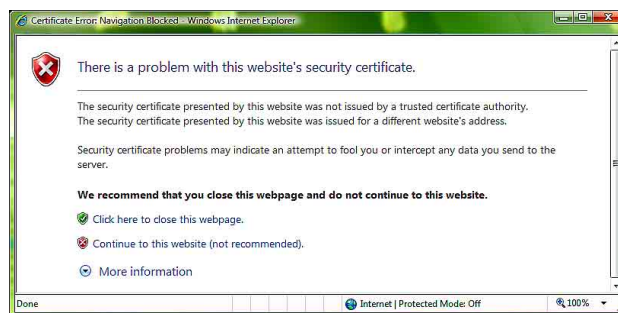 Certificate Error: Navigation Blocked - Windows Internet Explorer
There is a problem with this website's security certificate.
The security certificate presented by this website was not issued by a trusted certificate authority.
The security certificate presented by this website was issued for a different website's address.
Security certificate problems may indicate an attempt to fool you or intercept any data you send to the
server.
We recommend that you close this webpage and do not continue to this website.
Click here to close this webpage.
Continue to this website (not recommended).
More information
Done Internet | Protected Mode: Off 100%